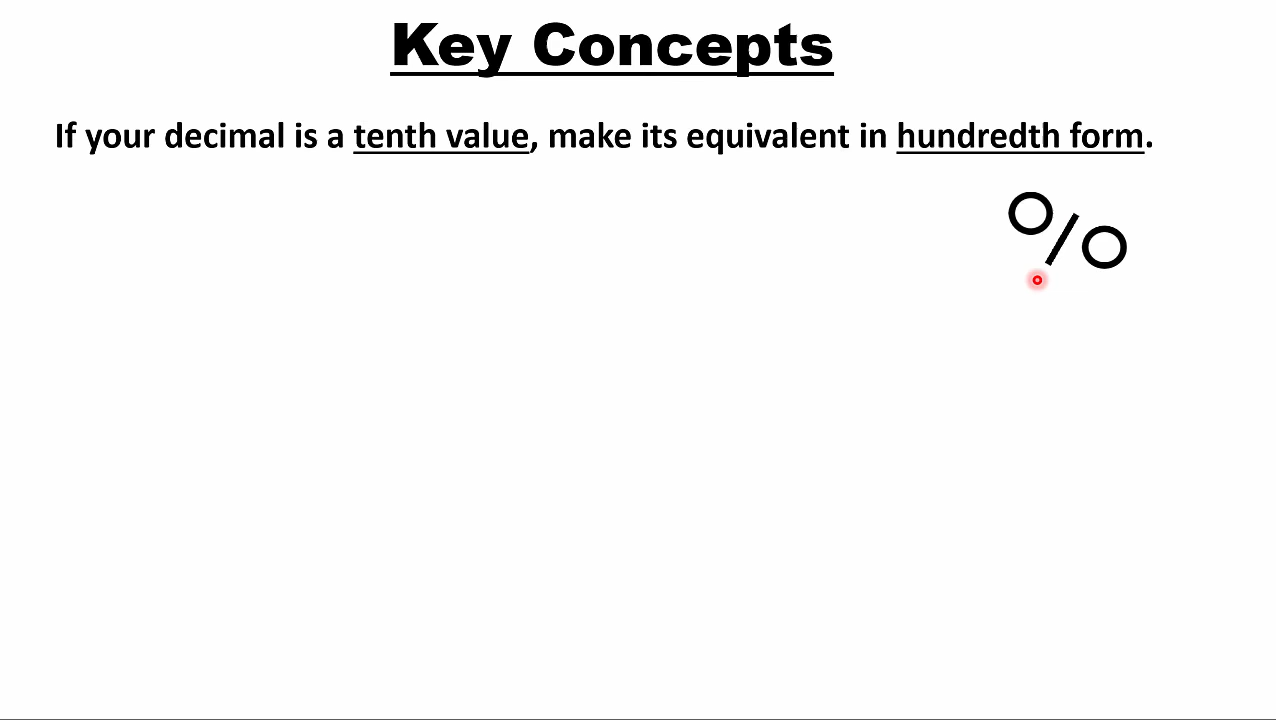 Key Concepts
If your decimal is a tenth value, make its equivalent in hundredth form.
%